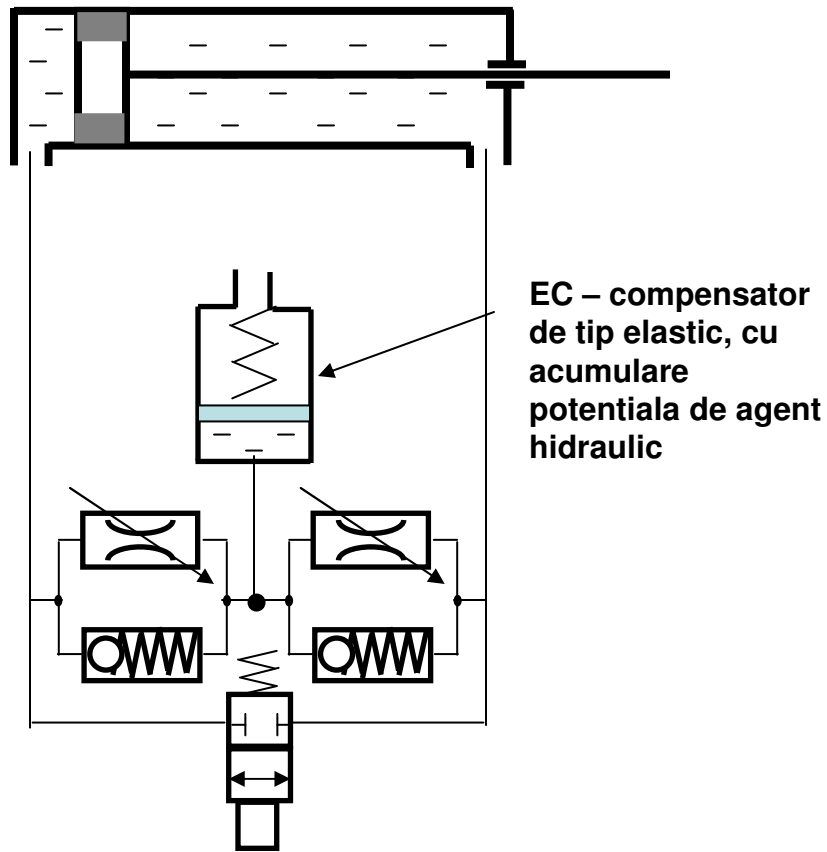 EC – compensator
de tip elastic, cu
acumulare
potentiala de agent
hidraulic